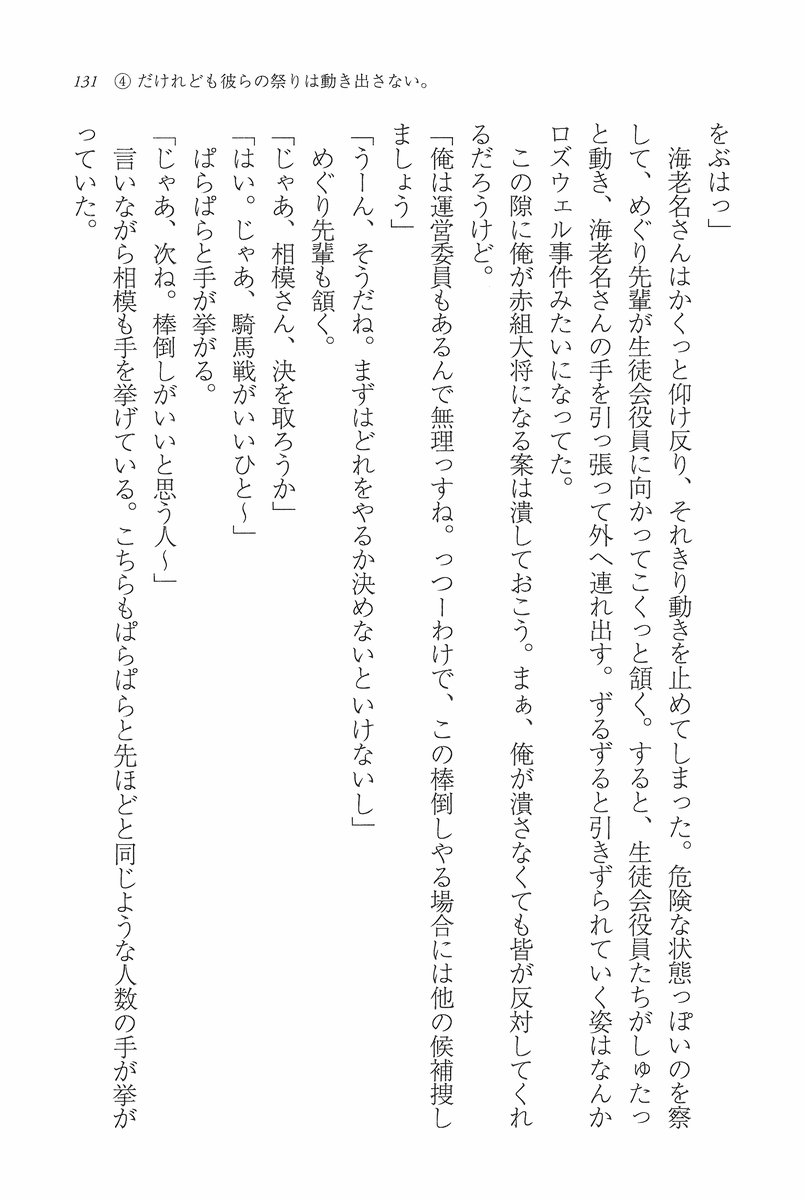 131 ④ だけれども彼らの祭りは動き出さない。
をぶはっ」
　海老名さんはかくっと仰け反り、それきり動きを止めてしまった。危険な状態っぽいのを察
して、めぐり先輩が生徒会役員に向かってこくっと頷く。すると、生徒会役員たちがしゅたっ
と動き、海老名さんの手を引っ張って外へ連れ出す。ずるずると引きずられていく姿はなんか
ロズウェル事件みたいになってた。
　この隙に俺が赤組大将になる案は潰しておこう。まぁ、俺が潰さなくても皆が反対してくれ
るだろうけど。
「俺は運営委員もあるんで無理っすね。っつーわけで、この棒倒しやる場合には他の候補捜し
ましょう」
「うーん、そうだね。まずはどれをやるか決めないといけないし」
　めぐり先輩も頷く。
「じゃあ、相模さん、決を取ろうか」
「はい。じゃあ、騎馬戦がいいひと～」
　ぱらぱらと手が挙がる。
「じゃあ、次ね。棒倒しがいいと思う人～」
　言いながら相模も手を挙げている。こちらもぱらぱらと先ほどと同じような人数の手が挙が
っていた。